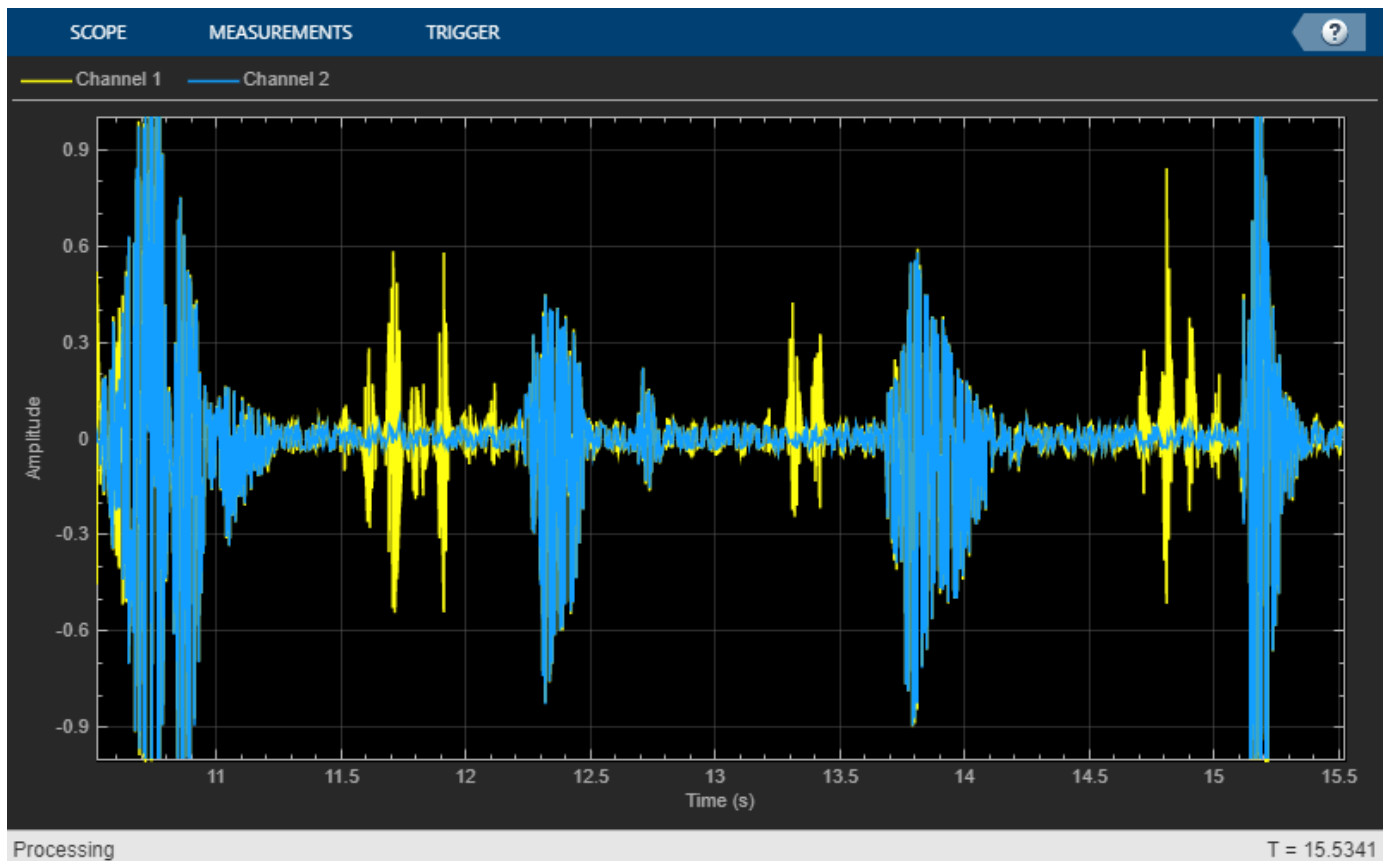 SCOPE MEASUREMENTS TRIGGER ?
Channel 1 Channel 2
0.9
0.6
0.3
0
-0.3
-0.6
-0.9
Amplitude
11 11.5 12 12.5 13 13.5 14 14.5 15 15.5
Time (s)
Processing T = 15.5341